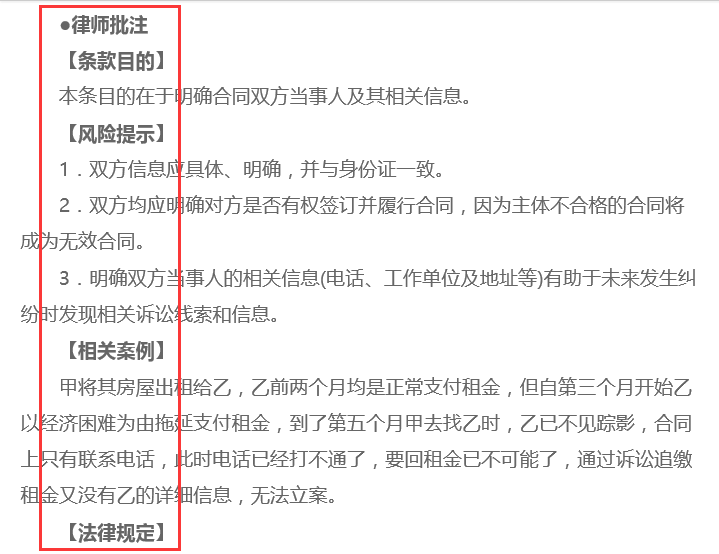 ●律师批注
【条款目的】
本条目的在于明确合同双方当事人及其相关信息。
【风险提示】
1．双方信息应具体、明确，并与身份证一致。
2．双方均应明确对方是否有权签订并履行合同，因为主体不合格的合同将
成为无效合同。
3．明确双方当事人的相关信息(电话、工作单位及地址等)有助于未来发生纠
纷时发现相关诉讼线索和信息。
【相关案例】
甲将其房屋出租给乙，乙前两个月均是正常支付租金，但自第三个月开始乙
以经济困难为由拖延支付租金，到了第五个月甲去找乙时，乙已不见踪影，合同
上只有联系电话，此时电话已经打不通了，要回租金已不可能了，通过诉讼追缴
租金又没有乙的详细信息，无法立案。
【法律规定】